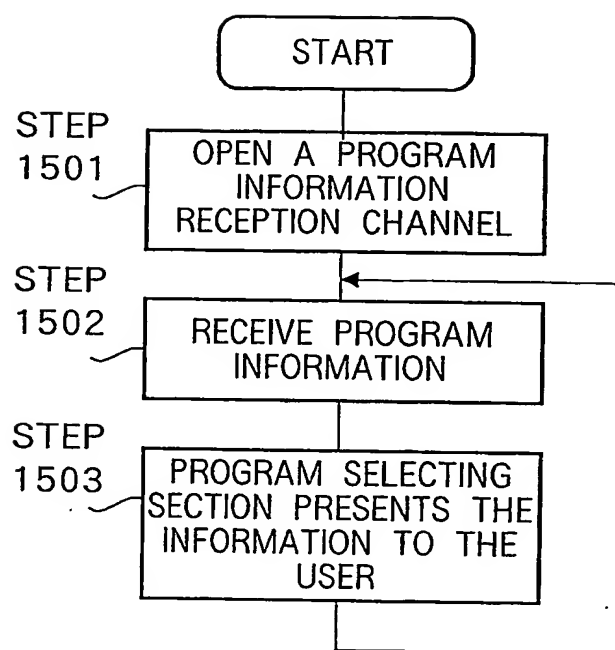 START
STEP
1501
OPEN A PROGRAM
INFORMATION
RECEPTION CHANNEL
STEP
1502
RECEIVE PROGRAM
INFORMATION
STEP
1503
PROGRAM SELECTING
SECTION PRESENTS THE
INFORMATION TO THE
USER